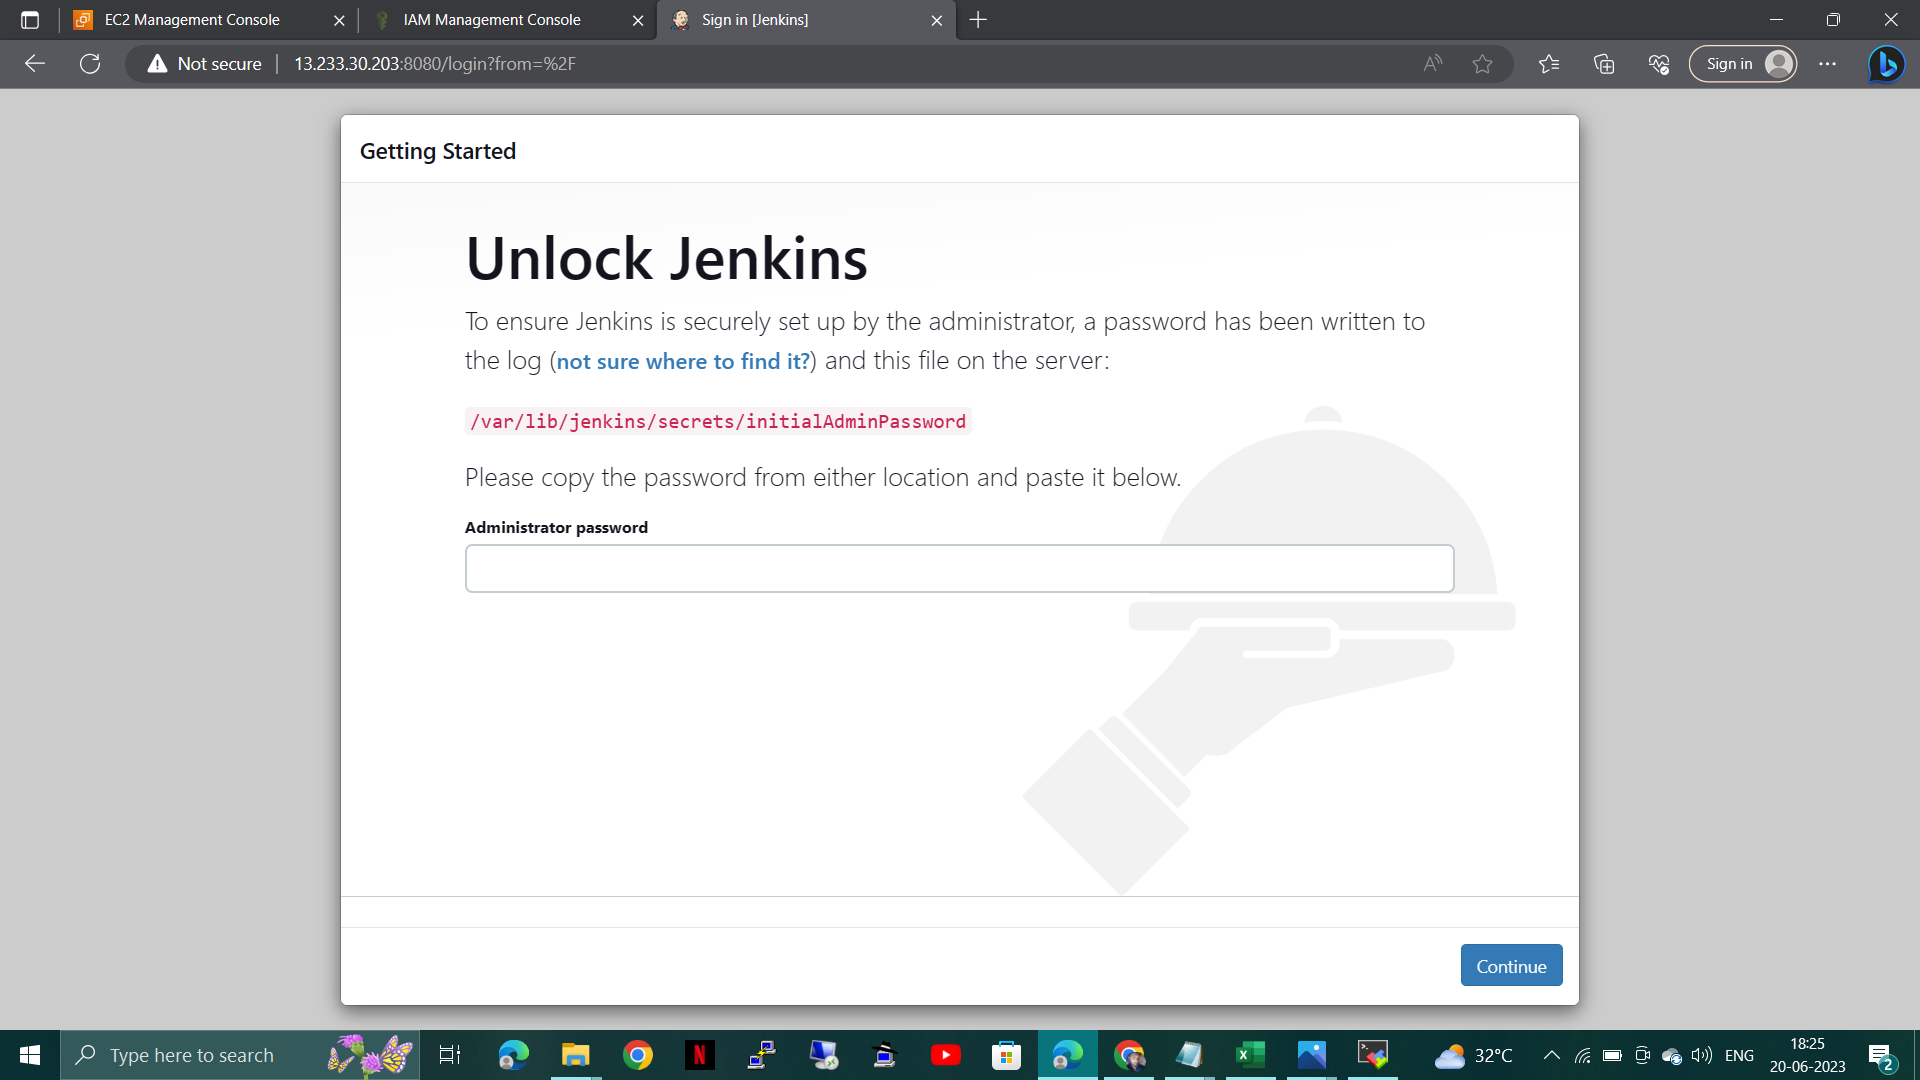 EC2 Management Console
IAM Management Console
Sign in [Jenkins]
Not secure
13.233.30.203:8080/login?from=%2F
Sign in
Getting Started
Unlock Jenkins
To ensure Jenkins is securely set up by the administrator, a password has been written to
the log (not sure where to find it?) and this file on the server:
/var/lib/jenkins/secrets/initialAdminPassword
Please copy the password from either location and paste it below.
Administrator password
Continue
Type here to search
32°C
ENG
18:25
20-06-2023
2